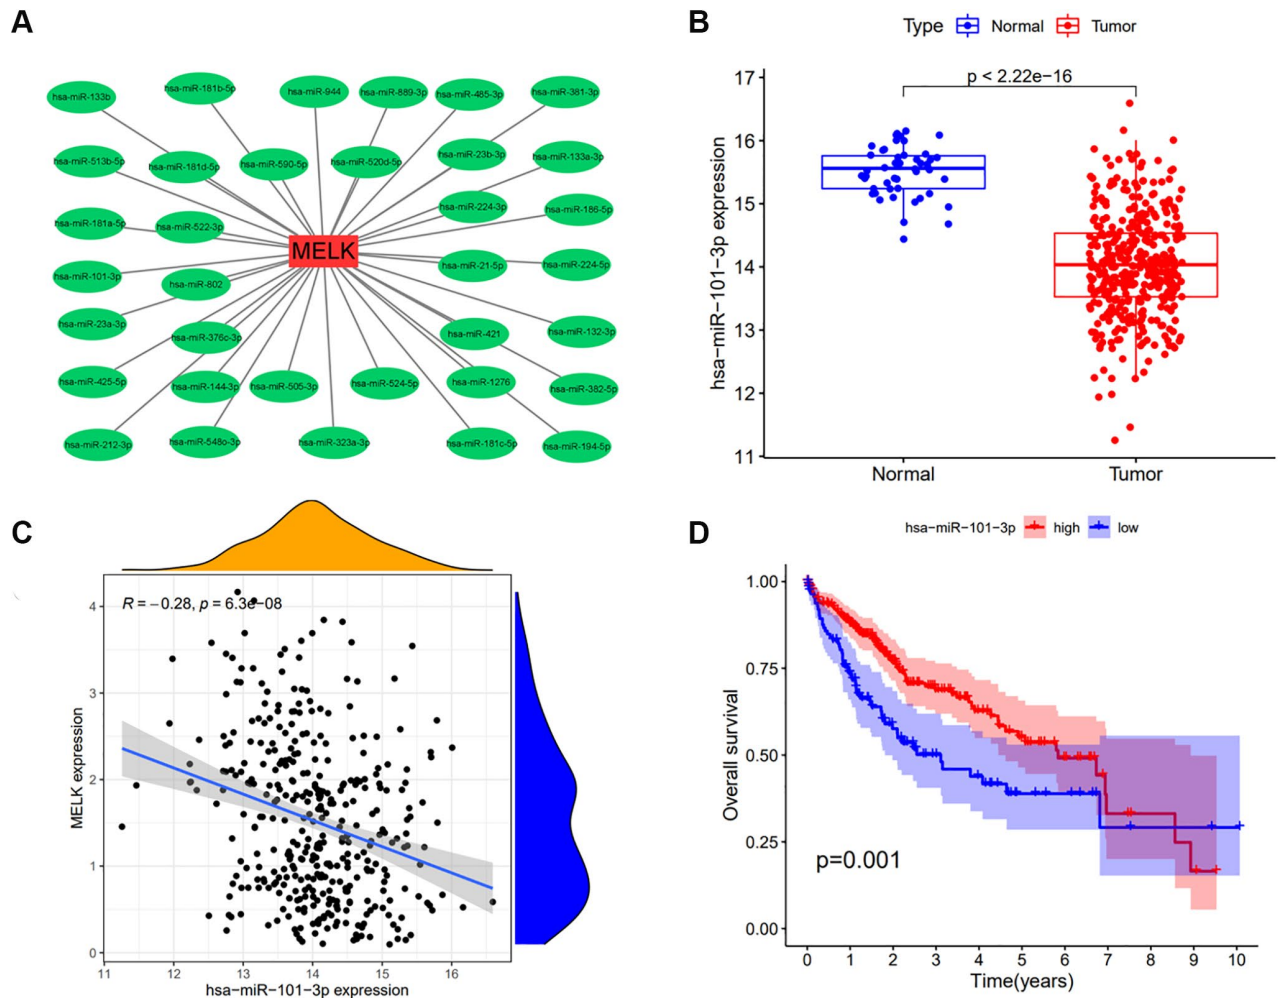 A
hsa-miR-133b
hsa-miR-181b-5p
hsa-miR-944
hsa-miR-889-3p
hsa-miR-485-3p
hsa-miR-381-3p
hsa-miR-513b-5p
hsa-miR-181d-5p
hsa-miR-590-5p
hsa-miR-520d-5p
hsa-miR-23b-3p
hsa-miR-133a-3p
hsa-miR-181a-5p
hsa-miR-522-3p
hsa-miR-224-3p
hsa-miR-186-5p
MELK
hsa-miR-101-3p
hsa-miR-802
hsa-miR-21-5p
hsa-miR-224-5p
hsa-miR-23a-3p
hsa-miR-376c-3p
hsa-miR-421
hsa-miR-132-3p
hsa-miR-425-5p
hsa-miR-144-3p
hsa-miR-505-3p
hsa-miR-524-5p
hsa-miR-1276
hsa-miR-382-5p
hsa-miR-212-3p
hsa-miR-548o-3p
hsa-miR-323a-3p
hsa-miR-181c-5p
hsa-miR-194-5p
B
Type Normal Tumor
p < 2.22e−16
hsa−miR−101−3p expression
17
16
15
14
13
12
11
Normal Tumor
C
R = −0.28, p = 6.3e−08
MELK expression
4
3
2
1
0
11 12 13 14 15 16
hsa−miR−101−3p expression
D
hsa−miR−101−3p high low
Overall survival
1.00
0.75
0.50
0.25
0.00
p=0.001
0 1 2 3 4 5 6 7 8 9 10
Time(years)